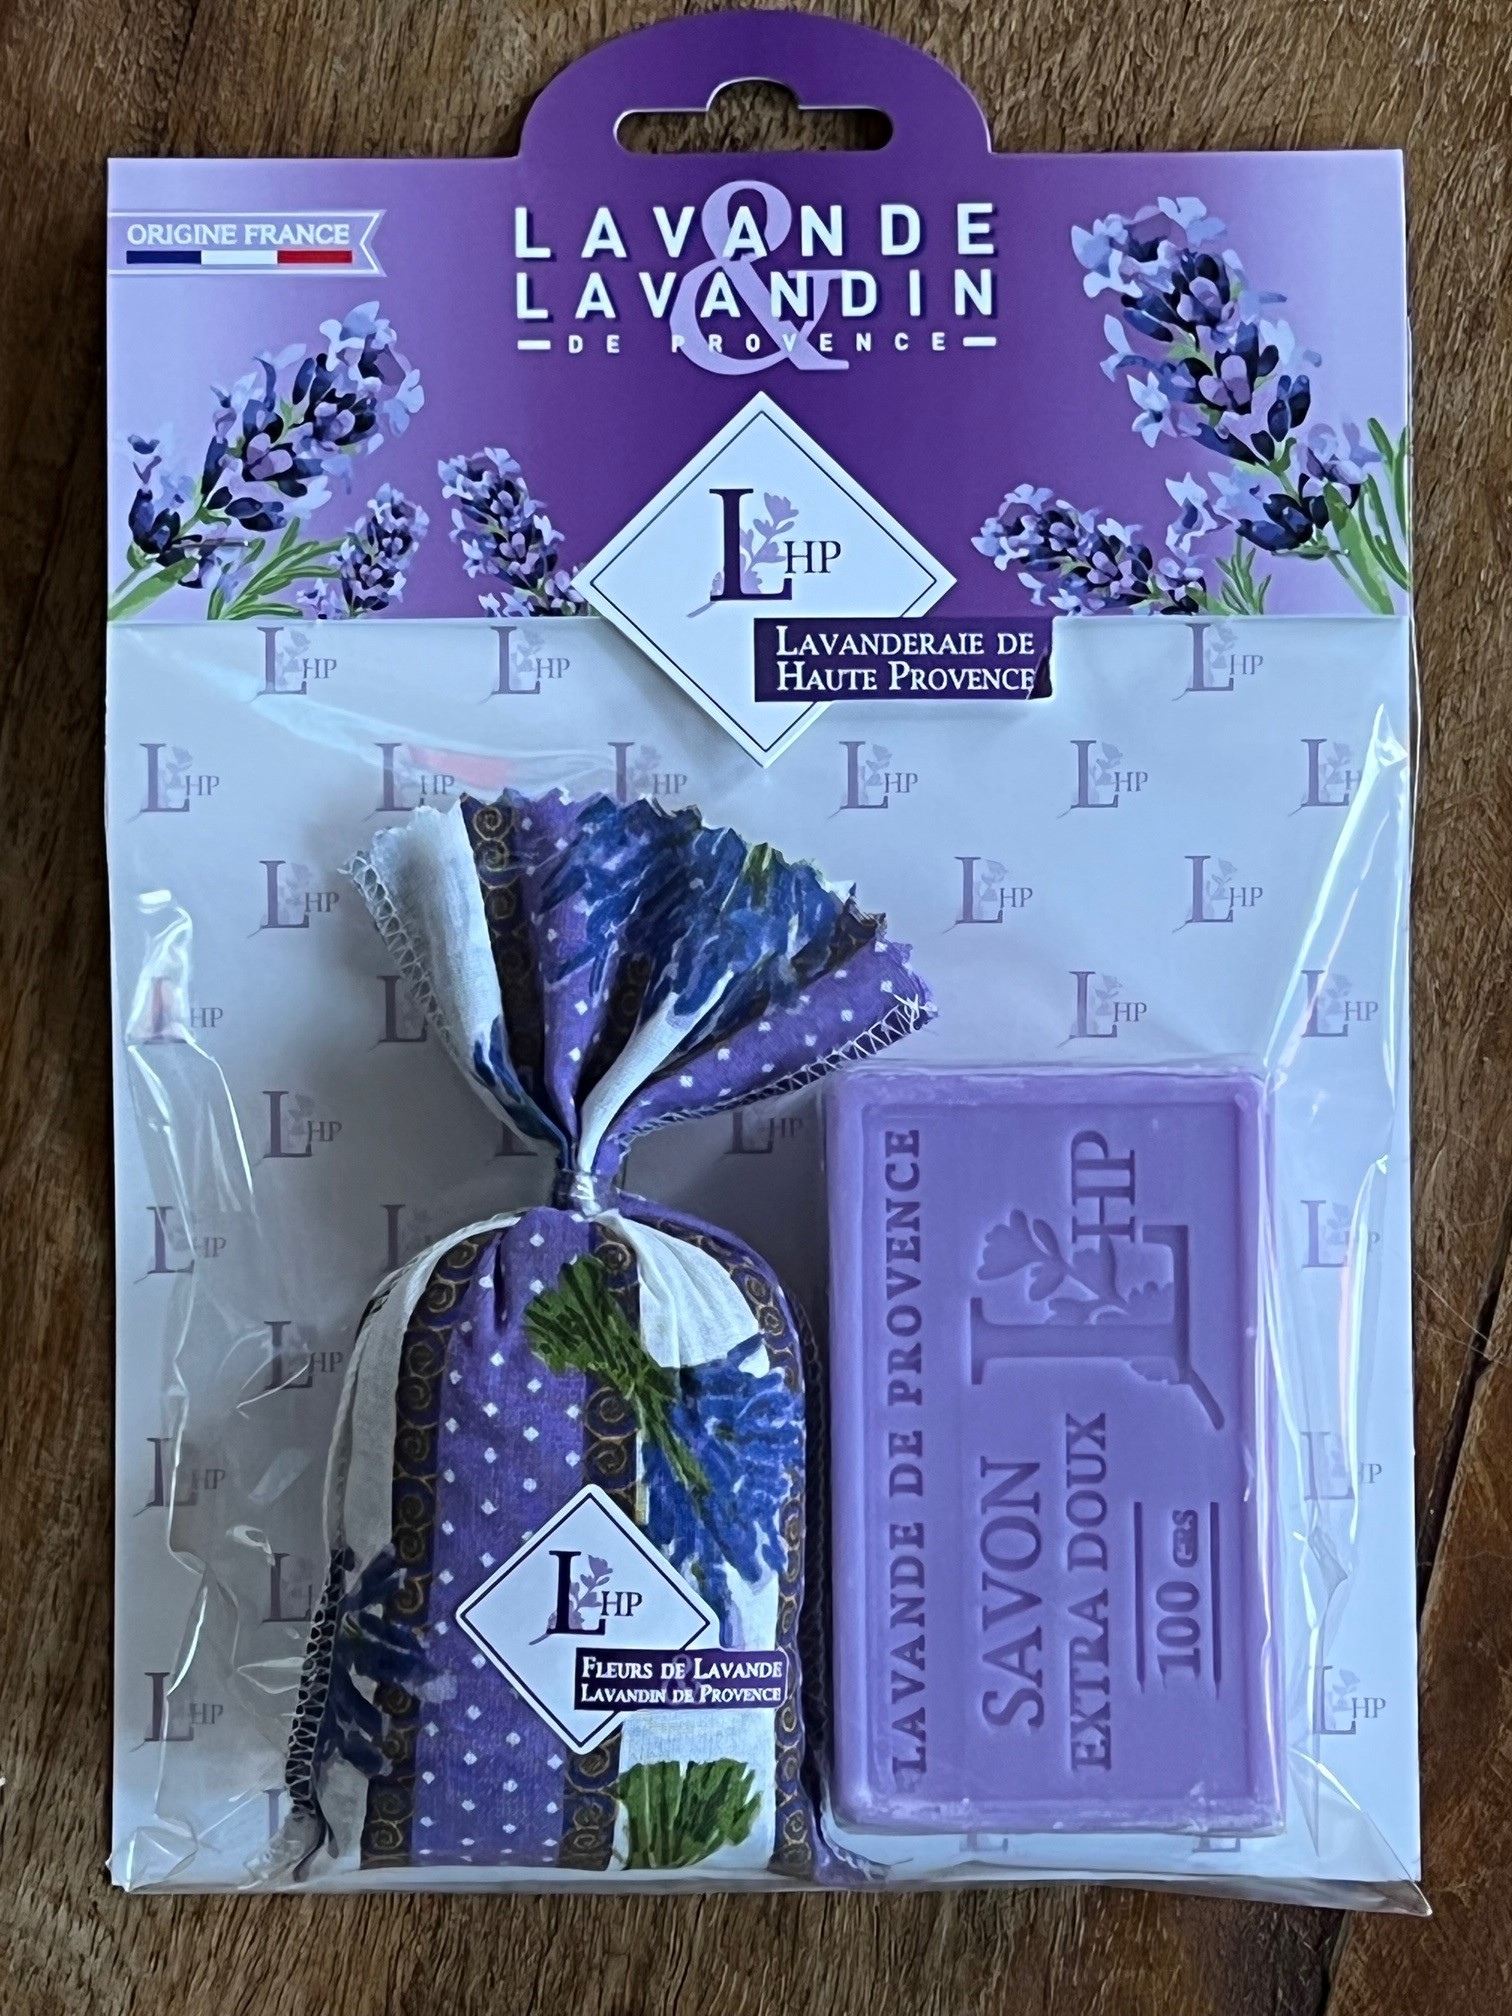 ORIGINE FRANCE
LAVANDE
&
LAVANDIN
DE PROVENCE
LHP
LAVANDERAIE DE
HAUTE PROVENCE
LHP
FLEURS DE LAVANDE
&
LAVANDIN DE PROVENCE
LAVANDE DE PROVENCE
LHP
SAVON
EXTRA DOUX
100 GRS